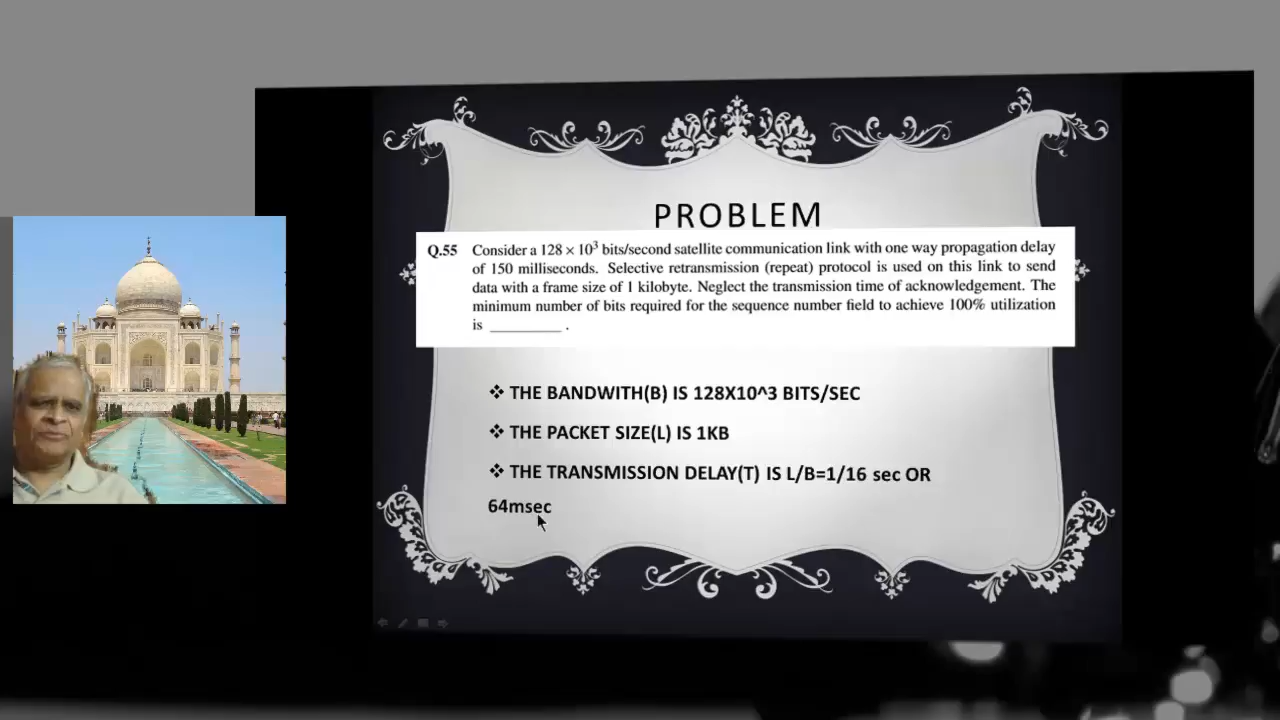 PROBLEM
Q.55 Consider a 128 × 10³ bits/second satellite communication link with one way propagation delay
of 150 milliseconds. Selective retransmission (repeat) protocol is used on this link to send
data with a frame size of 1 kilobyte. Neglect the transmission time of acknowledgement. The
minimum number of bits required for the sequence number field to achieve 100% utilization
is ________ .
❖ THE BANDWITH(B) IS 128X10^3 BITS/SEC
❖ THE PACKET SIZE(L) IS 1KB
❖ THE TRANSMISSION DELAY(T) IS L/B=1/16 sec OR
64msec